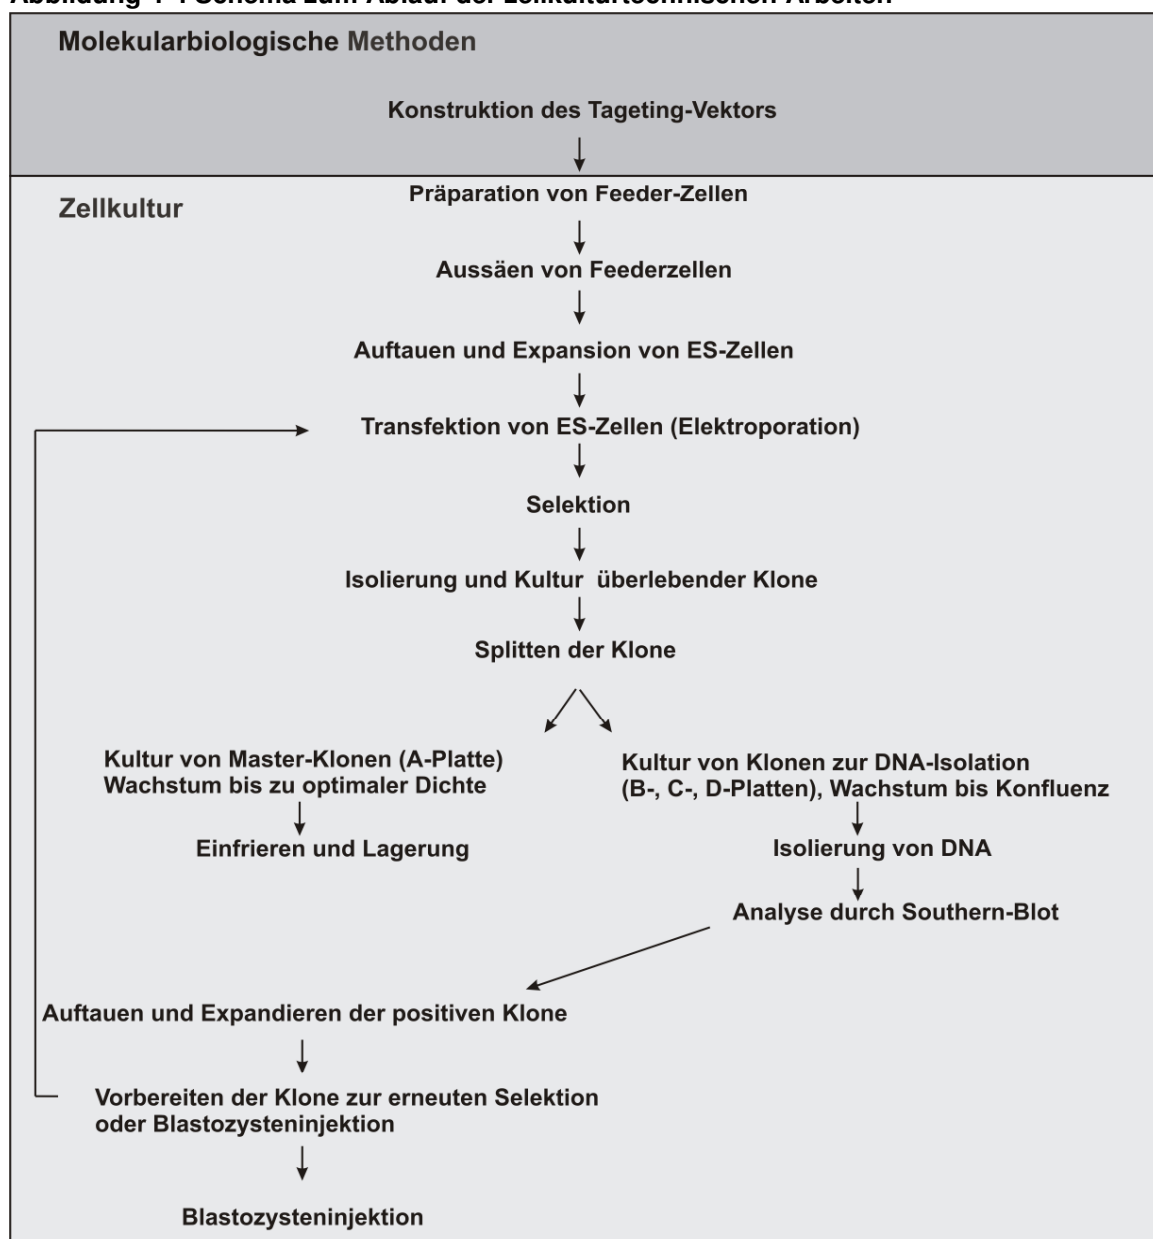 Molekularbiologische Methoden
Konstruktion des Tageting-Vektors
Zellkultur
Präparation von Feeder-Zellen
Aussäen von Feederzellen
Auftauen und Expansion von ES-Zellen
Transfektion von ES-Zellen (Elektroporation)
Selektion
Isolierung und Kultur überlebender Klone
Splitten der Klone
Kultur von Master-Klonen (A-Platte)
Wachstum bis zu optimaler Dichte
Einfrieren und Lagerung
Kultur von Klonen zur DNA-Isolation
(B-, C-, D-Platten), Wachstum bis Konfluenz
Isolierung von DNA
Analyse durch Southern-Blot
Auftauen und Expandieren der positiven Klone
Vorbereiten der Klone zur erneuten Selektion
oder Blastozysteninjektion
Blastozysteninjektion